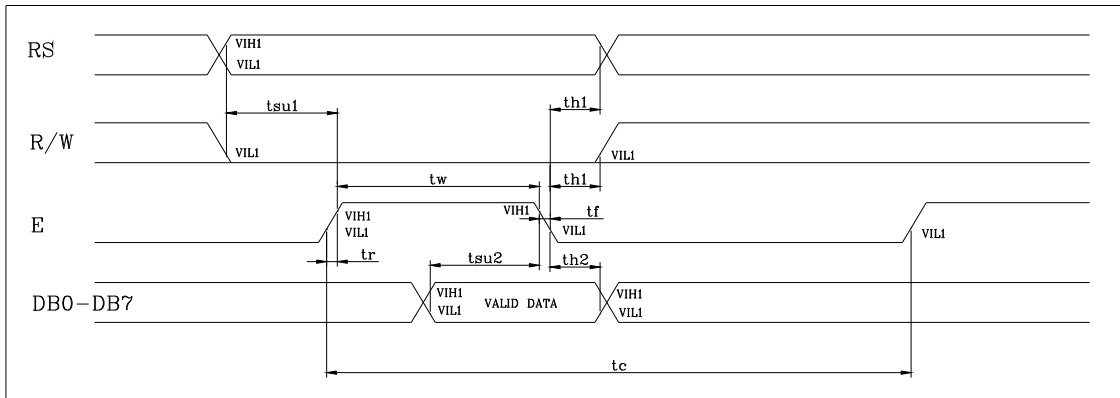 RS
VIH1
VIL1
tsu1
th1
R/W
VIL1
VIL1
tw
th1
E
VIH1
VIL1
VIH1
tf
VIL1
VIL1
tr
tsu2
th2
DB0-DB7
VIH1
VIL1
VALID DATA
VIH1
VIL1
tc